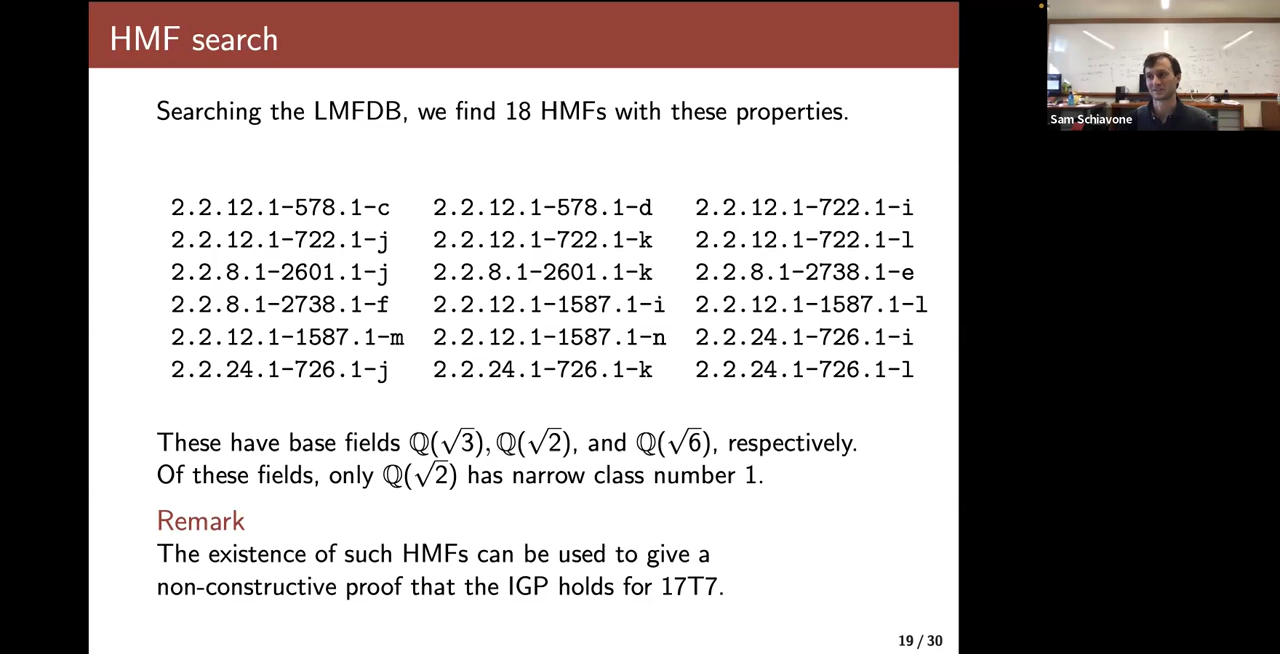 HMF search
Sam Schiavone
Searching the LMFDB, we find 18 HMFs with these properties.
2.2.12.1-578.1-c 2.2.12.1-578.1-d 2.2.12.1-722.1-i
2.2.12.1-722.1-j 2.2.12.1-722.1-k 2.2.12.1-722.1-l
2.2.8.1-2601.1-j 2.2.8.1-2601.1-k 2.2.8.1-2738.1-e
2.2.8.1-2738.1-f 2.2.12.1-1587.1-i 2.2.12.1-1587.1-l
2.2.12.1-1587.1-m 2.2.12.1-1587.1-n 2.2.24.1-726.1-i
2.2.24.1-726.1-j 2.2.24.1-726.1-k 2.2.24.1-726.1-l
These have base fields ℚ(√3), ℚ(√2), and ℚ(√6), respectively.
Of these fields, only ℚ(√2) has narrow class number 1.
Remark
The existence of such HMFs can be used to give a
non-constructive proof that the IGP holds for 17T7.
19 / 30